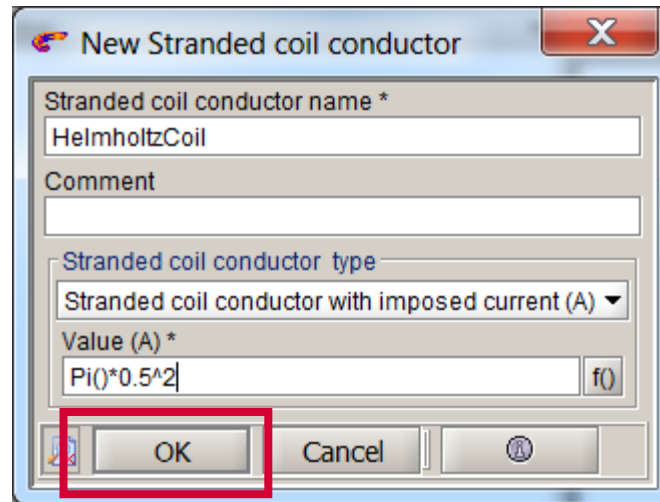 New Stranded coil conductor
Stranded coil conductor name *
HelmholtzCoil
Comment
Stranded coil conductor type
Stranded coil conductor with imposed current (A)
Value (A) *
Pi()*0.5^2
f()
OK
Cancel